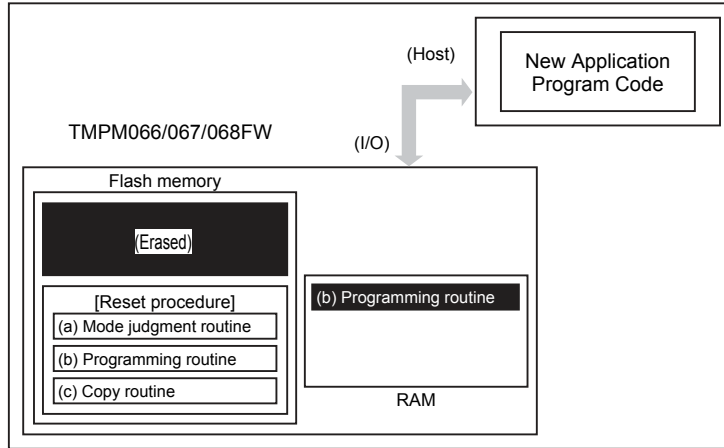 (Host)
New Application
Program Code
TMPM066/067/068FW
(I/O)
Flash memory
(Erased)
[Reset procedure]
(a) Mode judgment routine
(b) Programming routine
(c) Copy routine
(b) Programming routine
RAM